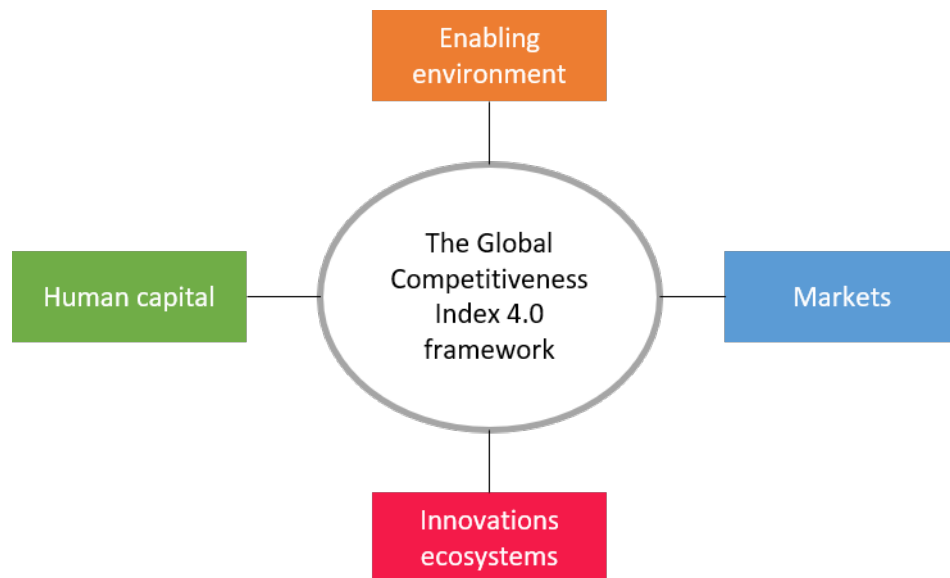 Enabling
environment
The Global
Competitiveness
Index 4.0
framework
Human capital
Markets
Innovations
ecosystems